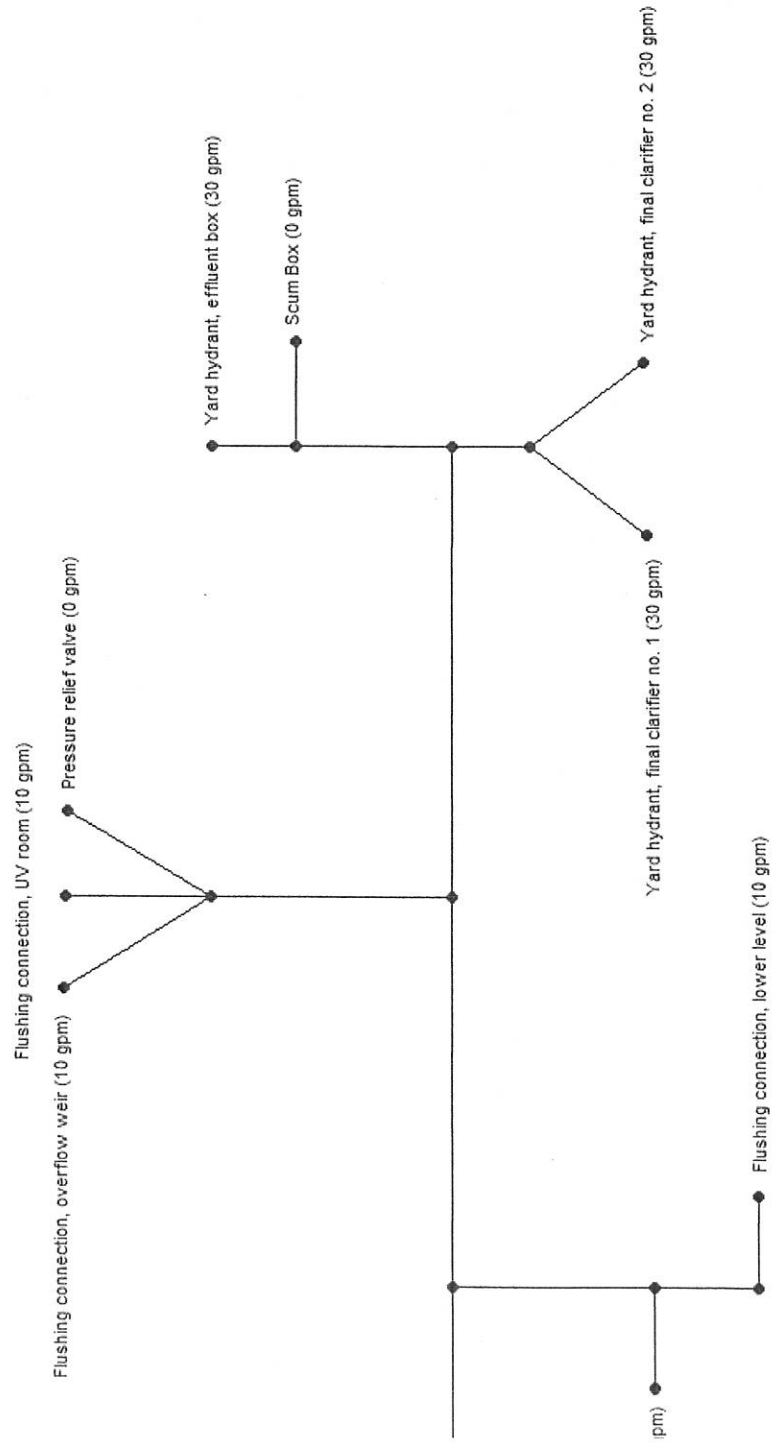 Flushing connection, UV room (10 gpm)
Flushing connection, overflow weir (10 gpm)
Pressure relief valve (0 gpm)
Yard hydrant, effluent box (30 gpm)
Scum Box (0 gpm)
Yard hydrant, final clarifier no. 1 (30 gpm)
Yard hydrant, final clarifier no. 2 (30 gpm)
Flushing connection, lower level (10 gpm)